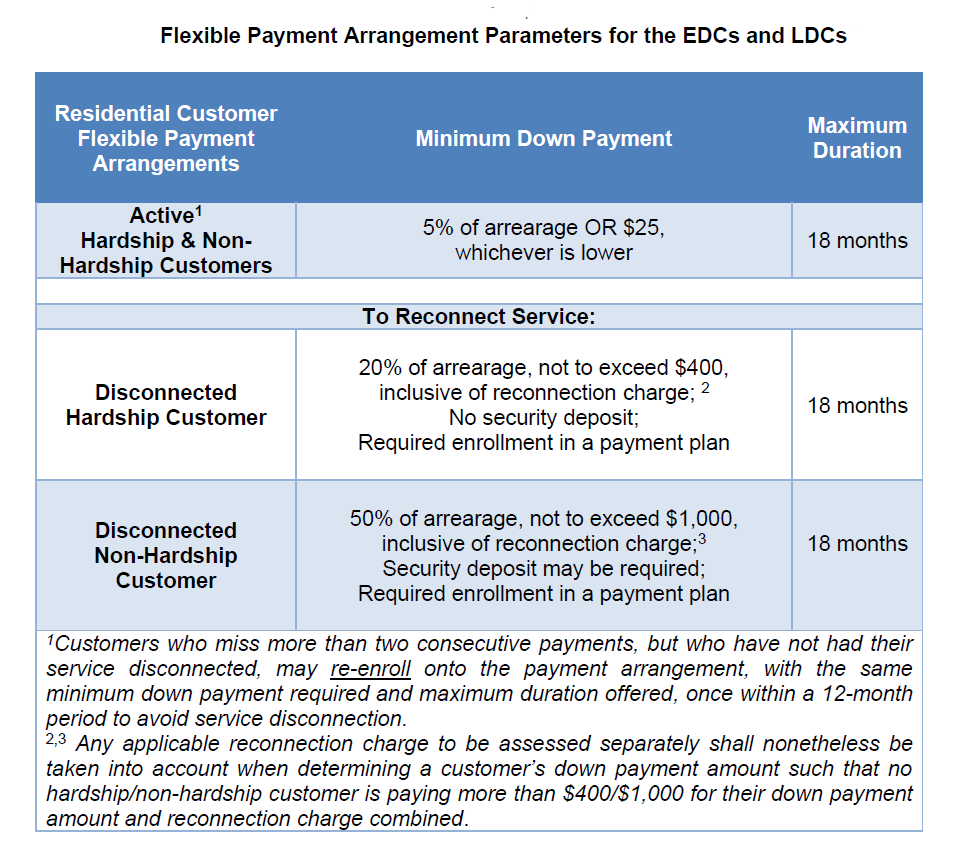 Flexible Payment Arrangement Parameters for the EDCs and LDCs
Residential Customer
Flexible Payment
Arrangements
Minimum Down Payment
Maximum
Duration
Active¹
Hardship & Non-
Hardship Customers
5% of arrearage OR $25,
whichever is lower
18 months
To Reconnect Service:
Disconnected
Hardship Customer
20% of arrearage, not to exceed $400,
inclusive of reconnection charge; ²
No security deposit;
Required enrollment in a payment plan
18 months
Disconnected
Non-Hardship
Customer
50% of arrearage, not to exceed $1,000,
inclusive of reconnection charge;³
Security deposit may be required;
Required enrollment in a payment plan
18 months
¹Customers who miss more than two consecutive payments, but who have not had their
service disconnected, may re-enroll onto the payment arrangement, with the same
minimum down payment required and maximum duration offered, once within a 12-month
period to avoid service disconnection.
²,³ Any applicable reconnection charge to be assessed separately shall nonetheless be
taken into account when determining a customer's down payment amount such that no
hardship/non-hardship customer is paying more than $400/$1,000 for their down payment
amount and reconnection charge combined.